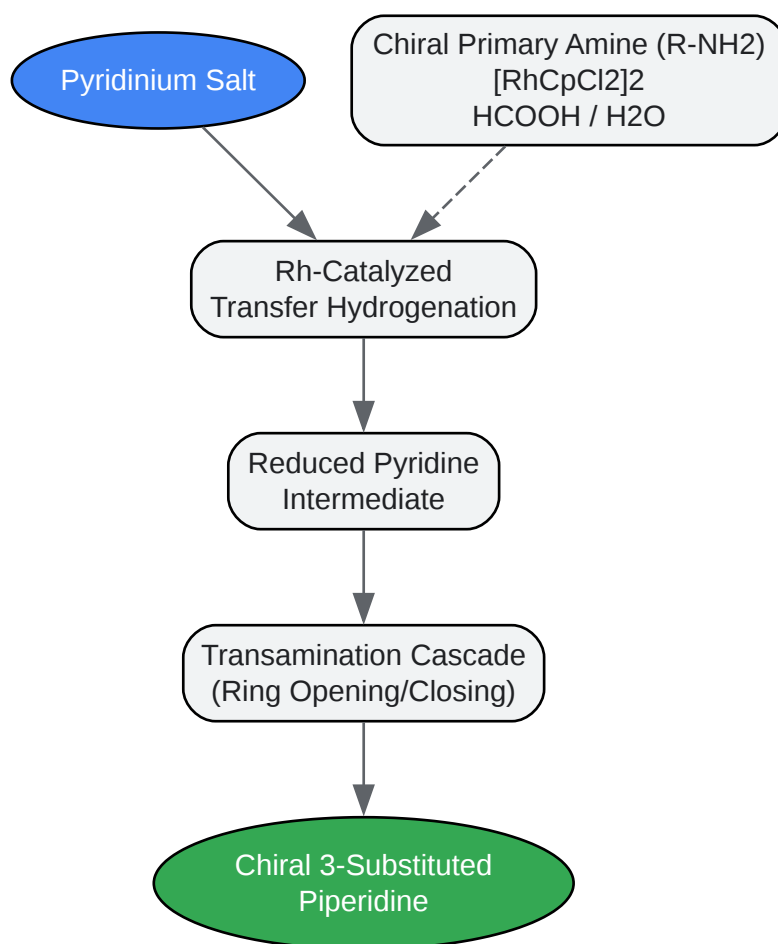 Pyridinium Salt
Chiral Primary Amine (R-NH2)
[RhCpCl2]2
HCOOH / H2O
Rh-Catalyzed
Transfer Hydrogenation
Reduced Pyridine
Intermediate
Transamination Cascade
(Ring Opening/Closing)
Chiral 3-Substituted
Piperidine